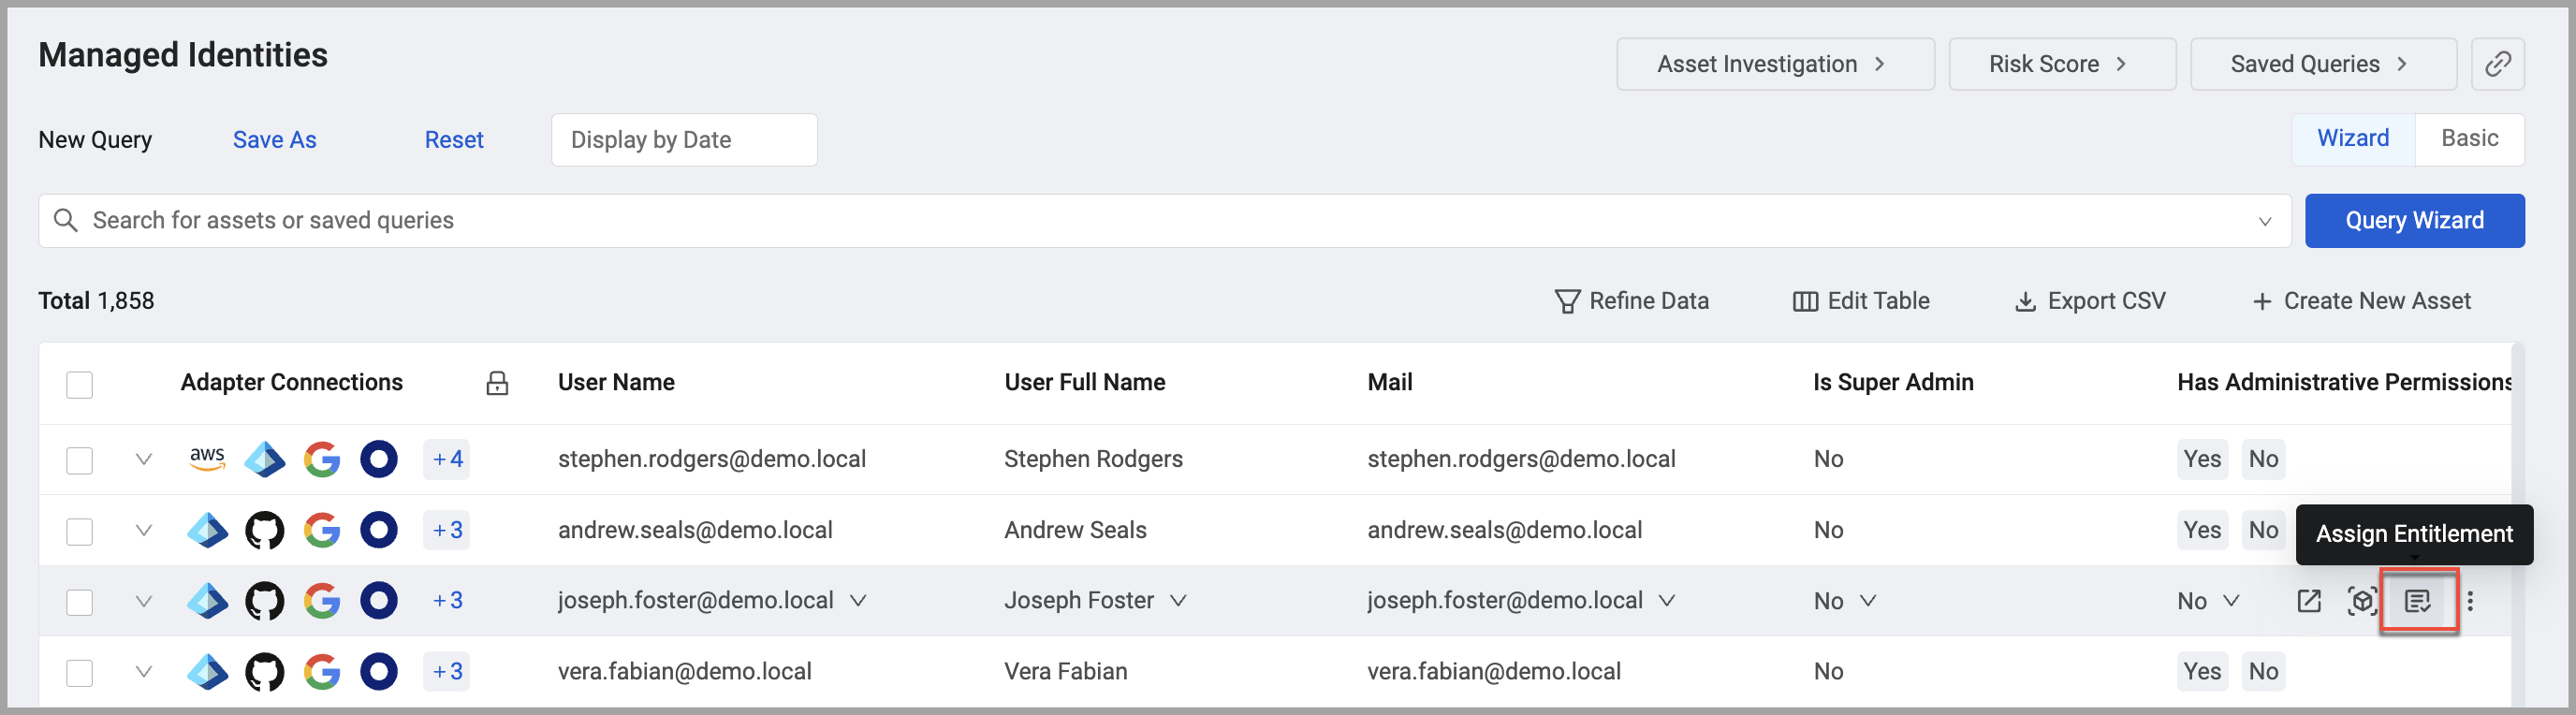 Managed Identities
Asset Investigation
Risk Score
Saved Queries
New Query
Save As
Reset
Display by Date
Wizard
Basic
Search for assets or saved queries
Query Wizard
Total 1,858
Refine Data
Edit Table
Export CSV
+ Create New Asset
Adapter Connections
User Name
User Full Name
Mail
Is Super Admin
Has Administrative Permissions
aws +4 stephen.rodgers@demo.local Stephen Rodgers stephen.rodgers@demo.local No Yes No
+3 andrew.seals@demo.local Andrew Seals andrew.seals@demo.local No Yes No
Assign Entitlement
+3 joseph.foster@demo.local Joseph Foster joseph.foster@demo.local No No
+3 vera.fabian@demo.local Vera Fabian vera.fabian@demo.local No Yes No